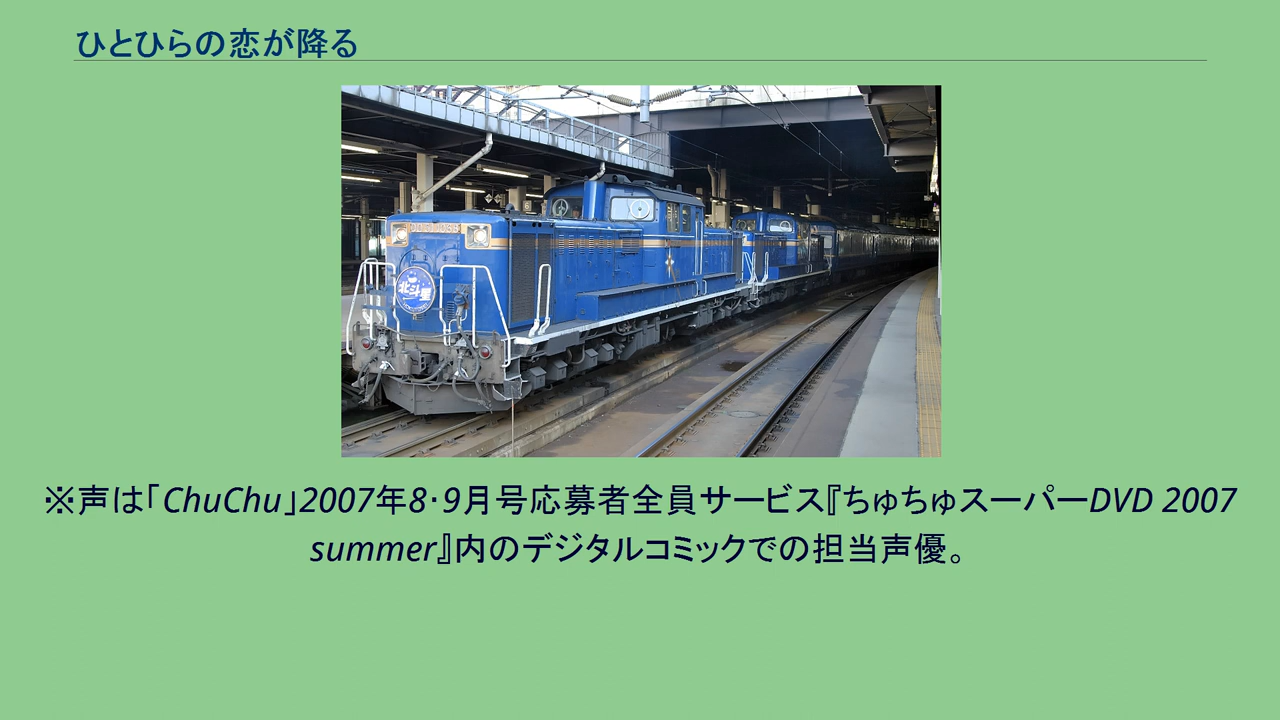 ひとひらの恋が降る
北斗星
※声は「ChuChu」2007年8·9月号応募者全員サービス『ちゅちゅスーパーDVD 2007
summer』内のデジタルコミックでの担当声優。